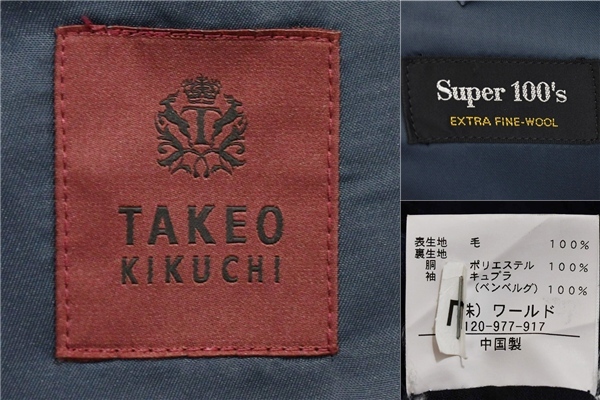 T
TAKEO
KIKUCHI
Super 100's
EXTRA FINE-WOOL
表生地 毛 100%
裏生地
胴 ポリエステル 100%
袖 キュプラ
(ベンベルグ) 100%
株) ワールド
120-977-917
中国製